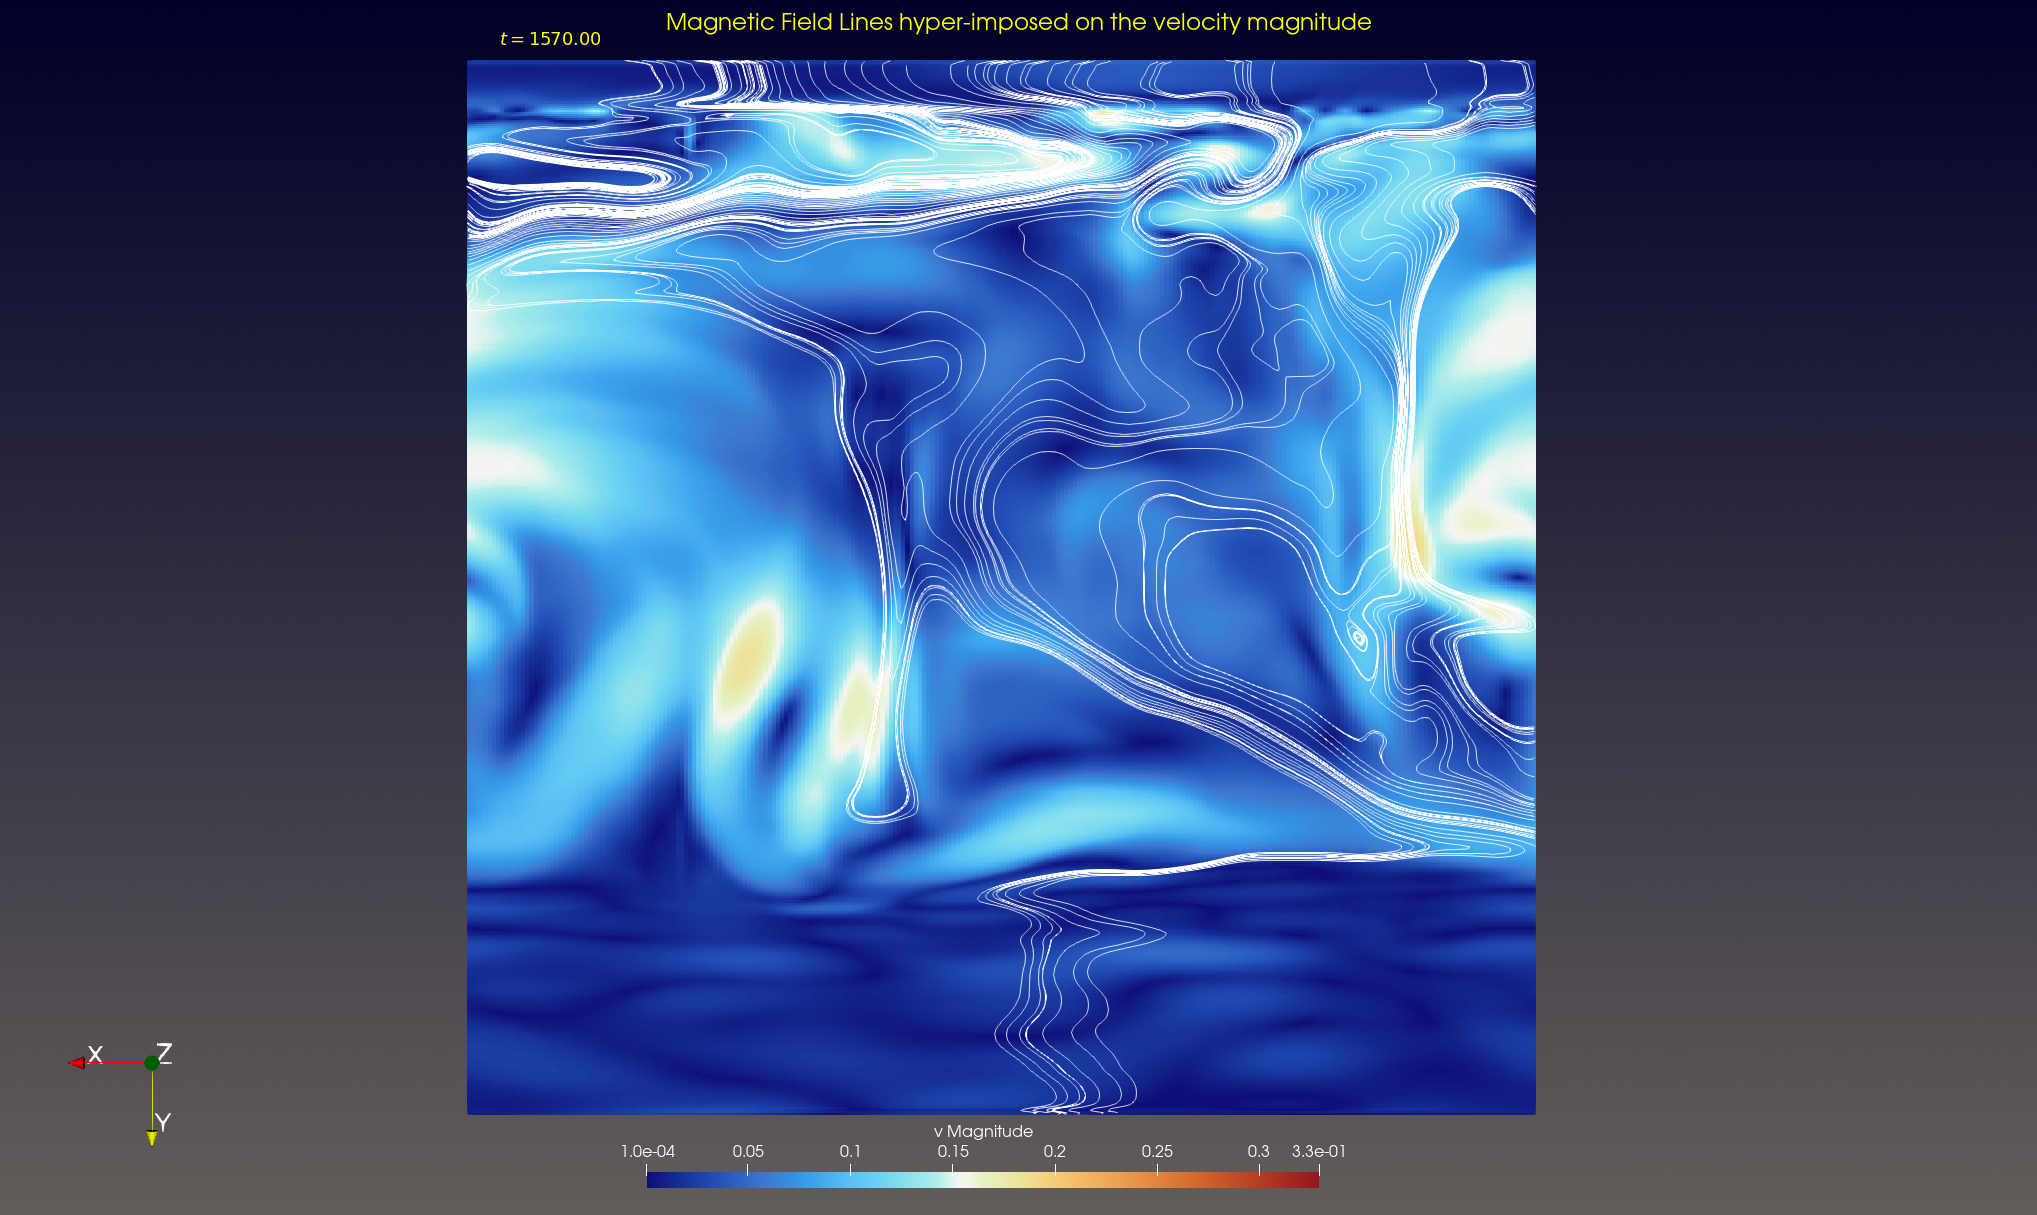 Magnetic Field Lines hyper-imposed on the velocity magnitude
t = 1570.00
X Z
Y
v Magnitude
1.0e-04 0.05 0.1 0.15 0.2 0.25 0.3 3.3e-01